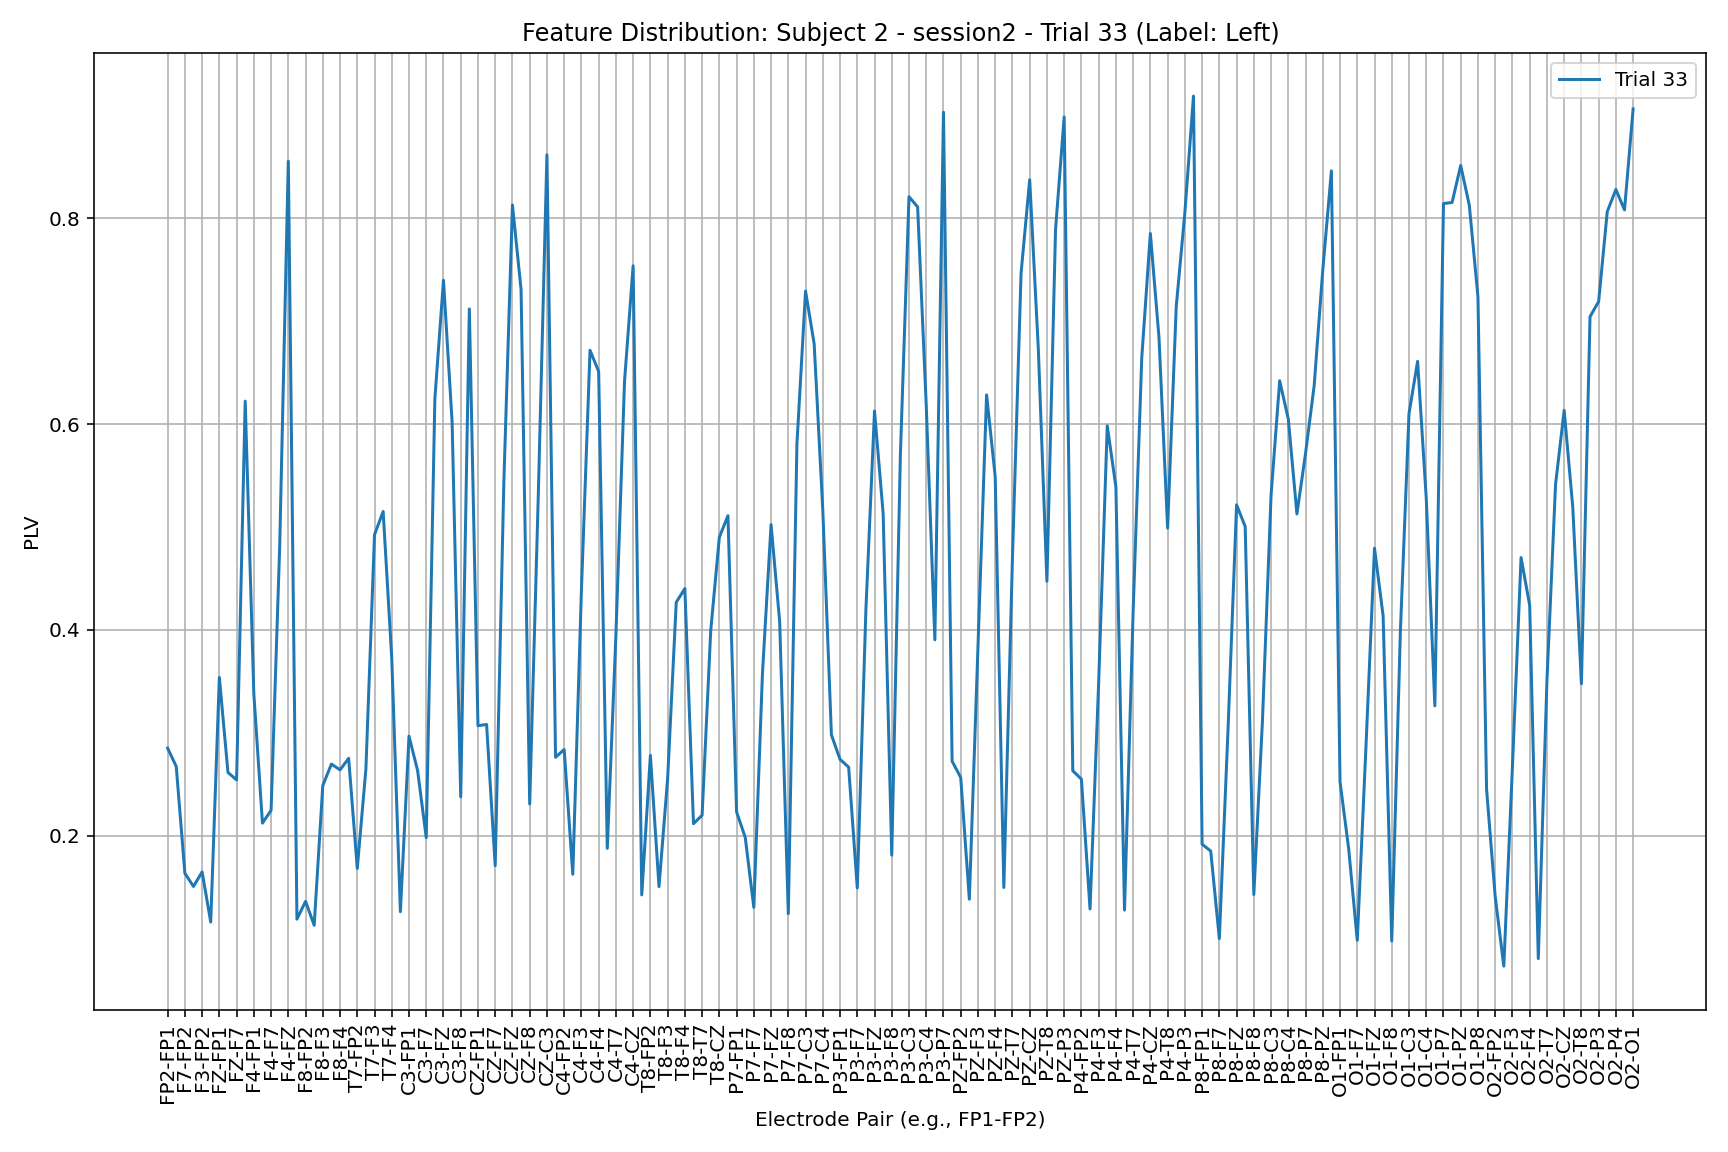 Feature Distribution: Subject 2 - session2 - Trial 33 (Label: Left)
Trial 33
PLV
0.8
0.6
0.4
0.2
FP2-FP1
F7-FP2
F3-FP2
FZ-FP1
FZ-F7
F4-FP1
F4-F7
F4-FZ
F8-FP2
F8-F3
F8-F4
T7-FP2
T7-F3
T7-F4
C3-FP1
C3-F7
C3-FZ
C3-F8
CZ-FP1
CZ-F7
CZ-FZ
CZ-F8
CZ-C3
C4-FP2
C4-F3
C4-F4
C4-T7
C4-CZ
T8-FP2
T8-F3
T8-F4
T8-T7
T8-CZ
P7-FP1
P7-F7
P7-FZ
P7-F8
P7-C3
P7-C4
P3-FP1
P3-F7
P3-FZ
P3-F8
P3-C3
P3-C4
P3-P7
PZ-FP2
PZ-F3
PZ-F4
PZ-T7
PZ-CZ
PZ-T8
PZ-P3
P4-FP2
P4-F3
P4-F4
P4-T7
P4-CZ
P4-T8
P4-P3
P8-FP1
P8-F7
P8-FZ
P8-F8
P8-C3
P8-C4
P8-P7
P8-PZ
O1-FP1
O1-F7
O1-FZ
O1-F8
O1-C3
O1-C4
O1-P7
O1-PZ
O1-P8
O2-FP2
O2-F3
O2-F4
O2-T7
O2-CZ
O2-T8
O2-P3
O2-P4
O2-O1
Electrode Pair (e.g., FP1-FP2)